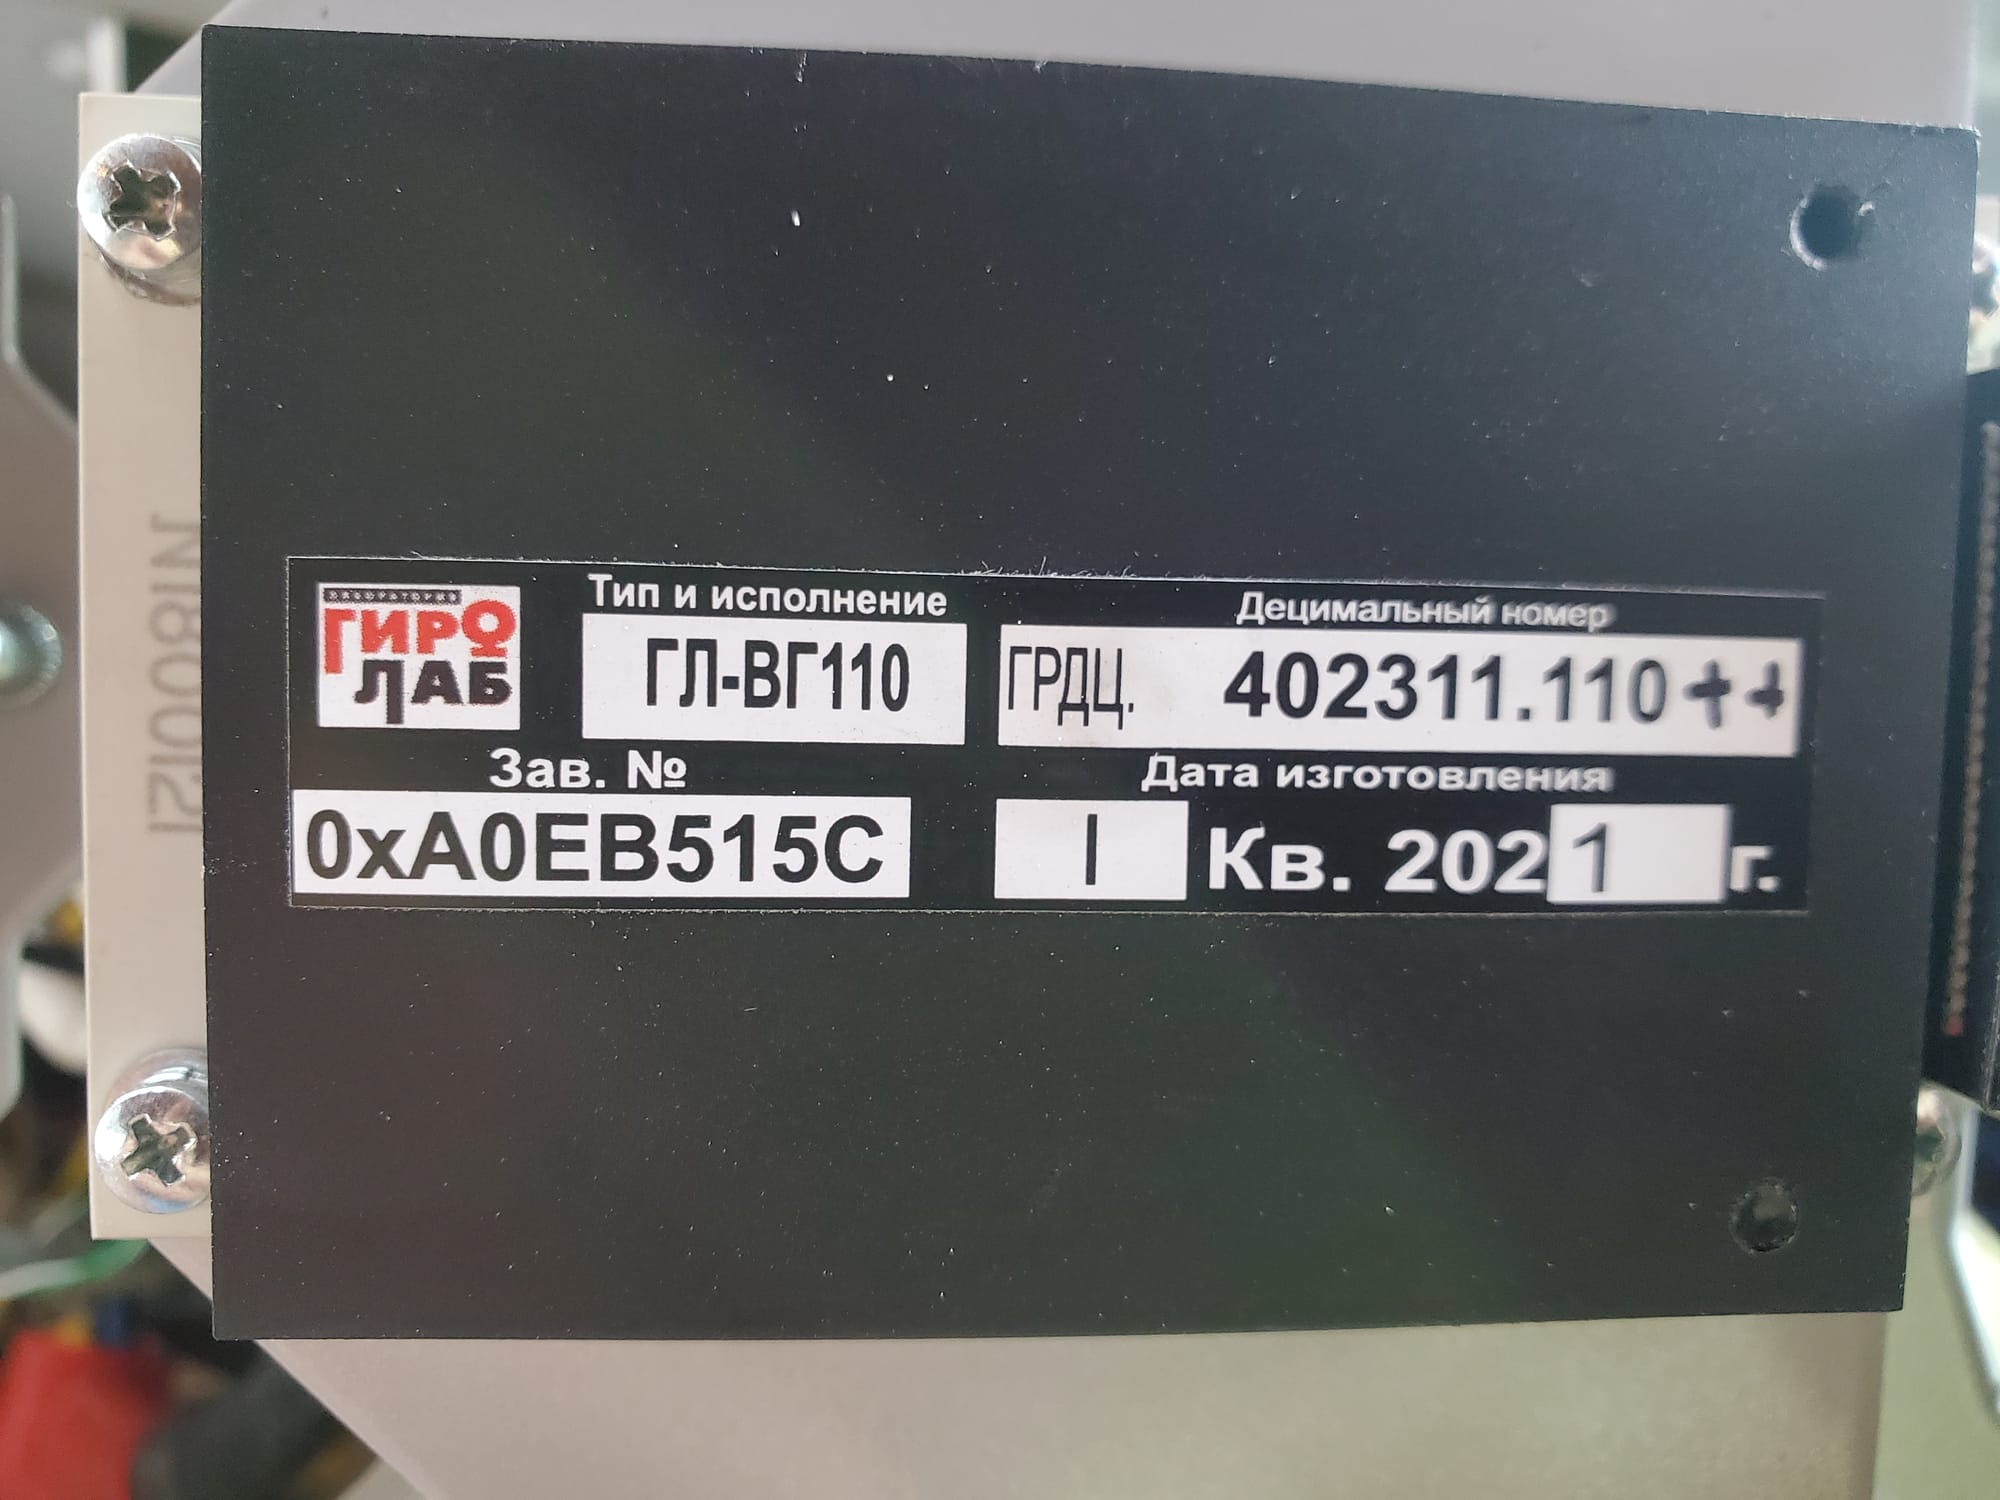 ЛАБОРАТОРИЯ
ГИРО
ЛАБ
Тип и исполнение
ГЛ-ВГ110
Децимальный номер
ГРДЦ. 402311.110++
Зав. №
0xA0EB515C
Дата изготовления
I Кв. 2021 г.